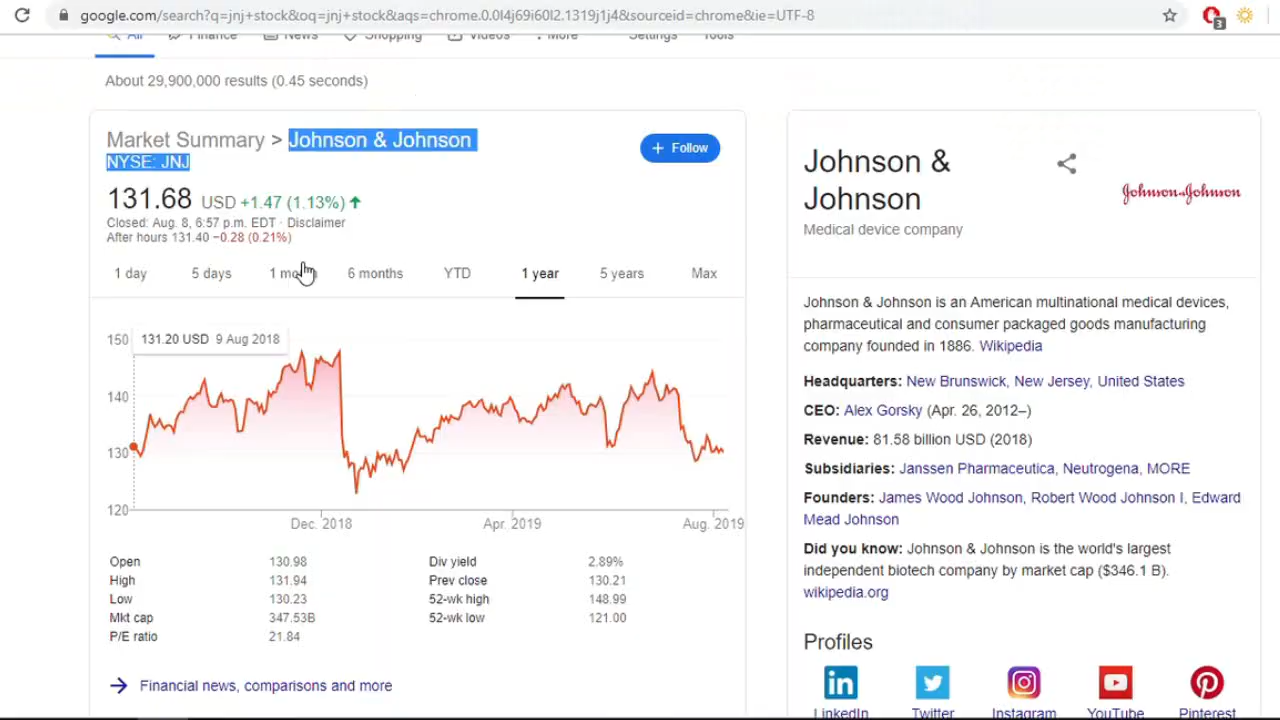 google.com/search?q=jnj+stock&oq=jnj+stock&aqs=chrome.0.0l4j69i60l2.1319j1j4&sourceid=chrome&ie=UTF-8
3
All Finance News Shopping Videos More Settings Tools
About 29,900,000 results (0.45 seconds)
Market Summary > Johnson & Johnson
NYSE: JNJ
+ Follow
131.68 USD +1.47 (1.13%)
Closed: Aug. 8, 6:57 p.m. EDT · Disclaimer
After hours 131.40 −0.28 (0.21%)
1 day 5 days 1 month 6 months YTD 1 year 5 years Max
131.20 USD 9 Aug 2018
150
140
130
120
Dec. 2018 Apr. 2019 Aug. 2019
Open 130.98 Div yield 2.89%
High 131.94 Prev close 130.21
Low 130.23 52-wk high 148.99
Mkt cap 347.53B 52-wk low 121.00
P/E ratio 21.84
Financial news, comparisons and more
Johnson &
Johnson
Johnson & Johnson
Medical device company
Johnson & Johnson is an American multinational medical devices,
pharmaceutical and consumer packaged goods manufacturing
company founded in 1886. Wikipedia
Headquarters: New Brunswick, New Jersey, United States
CEO: Alex Gorsky (Apr. 26, 2012–)
Revenue: 81.58 billion USD (2018)
Subsidiaries: Janssen Pharmaceutica, Neutrogena, MORE
Founders: James Wood Johnson, Robert Wood Johnson I, Edward
Mead Johnson
Did you know: Johnson & Johnson is the world's largest
independent biotech company by market cap ($346.1 B).
wikipedia.org
Profiles
LinkedIn Twitter Instagram YouTube Pinterest